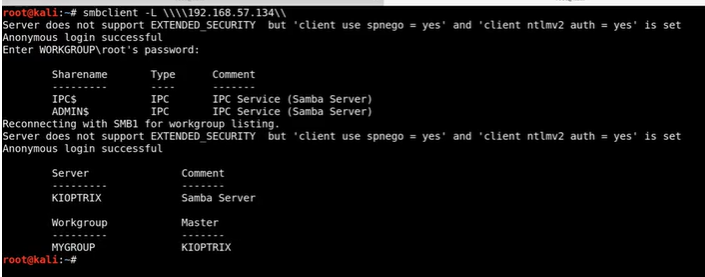 root@kali:~# smbclient -L \\\\192.168.57.134\\
Server does not support EXTENDED_SECURITY  but 'client use spnego = yes' and 'client ntlmv2 auth = yes' is set
Anonymous login successful
Enter WORKGROUP\root's password:
Sharename       Type      Comment
---------       ----      -------
IPC$            IPC       IPC Service (Samba Server)
ADMIN$          IPC       IPC Service (Samba Server)
Reconnecting with SMB1 for workgroup listing.
Server does not support EXTENDED_SECURITY  but 'client use spnego = yes' and 'client ntlmv2 auth = yes' is set
Anonymous login successful
Server               Comment
---------            -------
KIOPTRIX             Samba Server
Workgroup            Master
---------            -------
MYGROUP              KIOPTRIX
root@kali:~#